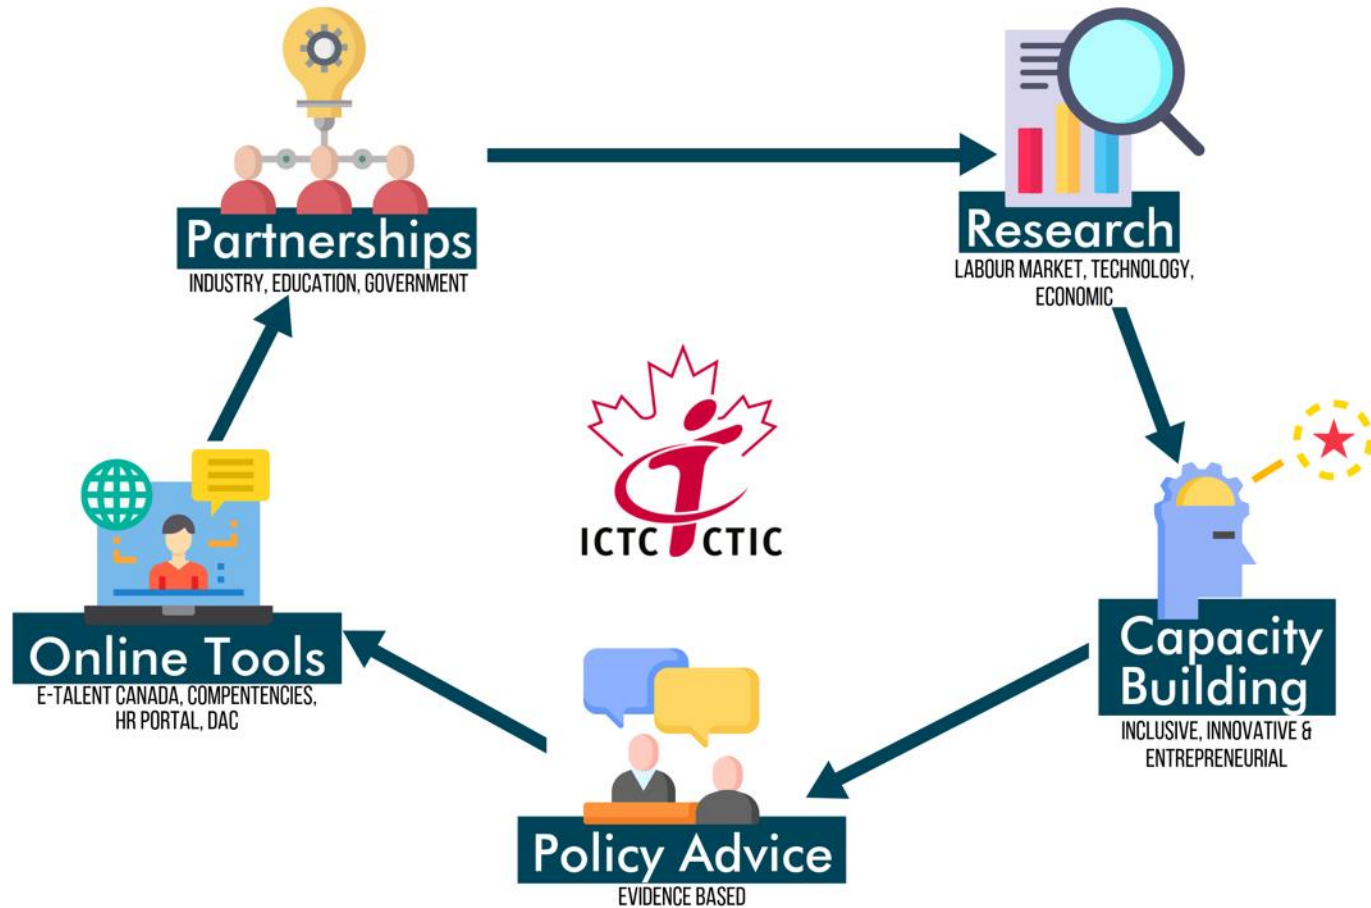 Partnerships
INDUSTRY, EDUCATION, GOVERNMENT
Research
LABOUR MARKET, TECHNOLOGY,
ECONOMIC
ICTC CTIC
Online Tools
E-TALENT CANADA, COMPENTENCIES,
HR PORTAL, DAC
Capacity
Building
INCLUSIVE, INNOVATIVE &
ENTREPRENEURIAL
Policy Advice
EVIDENCE BASED